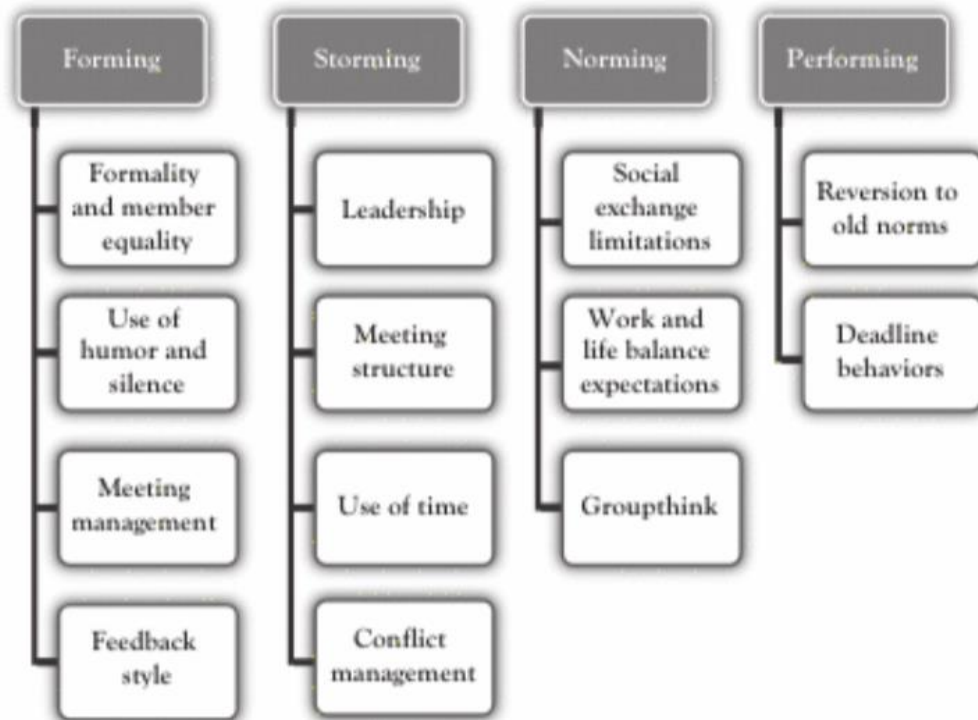 Forming
Formality
and member
equality
Use of
humor and
silence
Meeting
management
Feedback
style
Storming
Leadership
Meeting
structure
Use of time
Conflict
management
Norming
Social
exchange
limitations
Work and
life balance
expectations
Groupthink
Performing
Reversion to
old norms
Deadline
behaviors